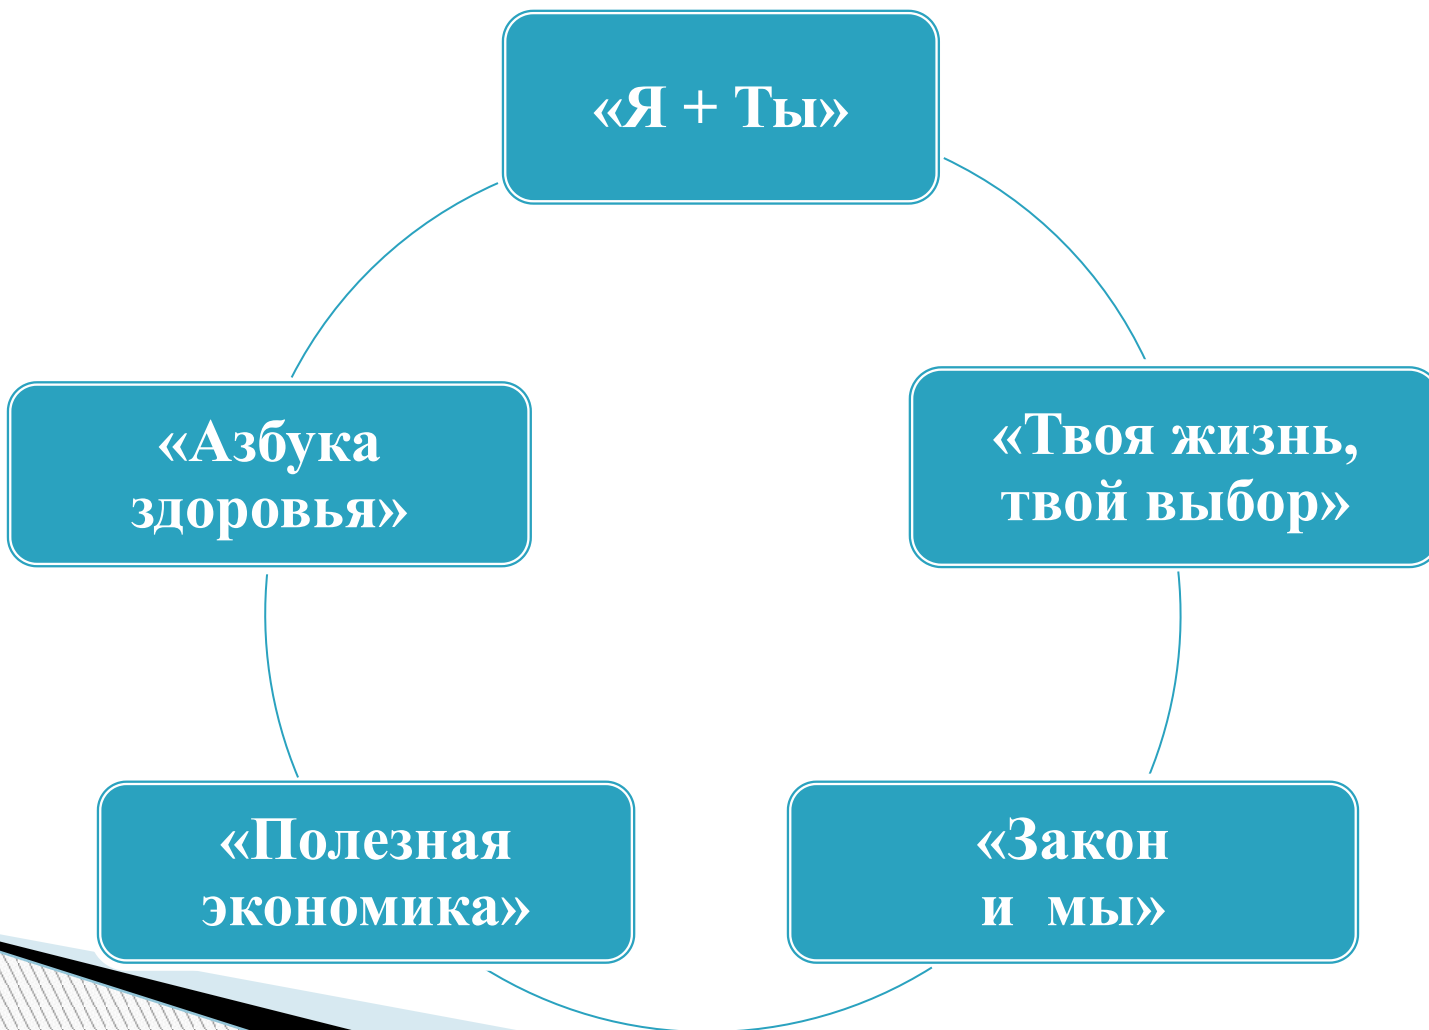 «Я + Ты»
«Азбука
здоровья»
«Твоя жизнь,
твой выбор»
«Полезная
экономика»
«Закон
и  мы»